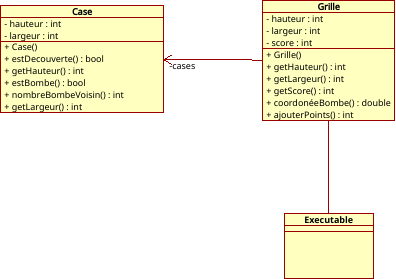 Case
- hauteur : int
- largeur : int
+ Case()
+ estDecouverte() : bool
+ getHauteur() : int
+ estBombe() : bool
+ nombreBombeVoisin() : int
+ getLargeur() : int
-cases
Grille
- hauteur : int
- largeur : int
- score : int
+ Grille()
+ getHauteur() : int
+ getLargeur() : int
+ getScore() : int
+ coordonéeBombe() : double
+ ajouterPoints() : int
Executable